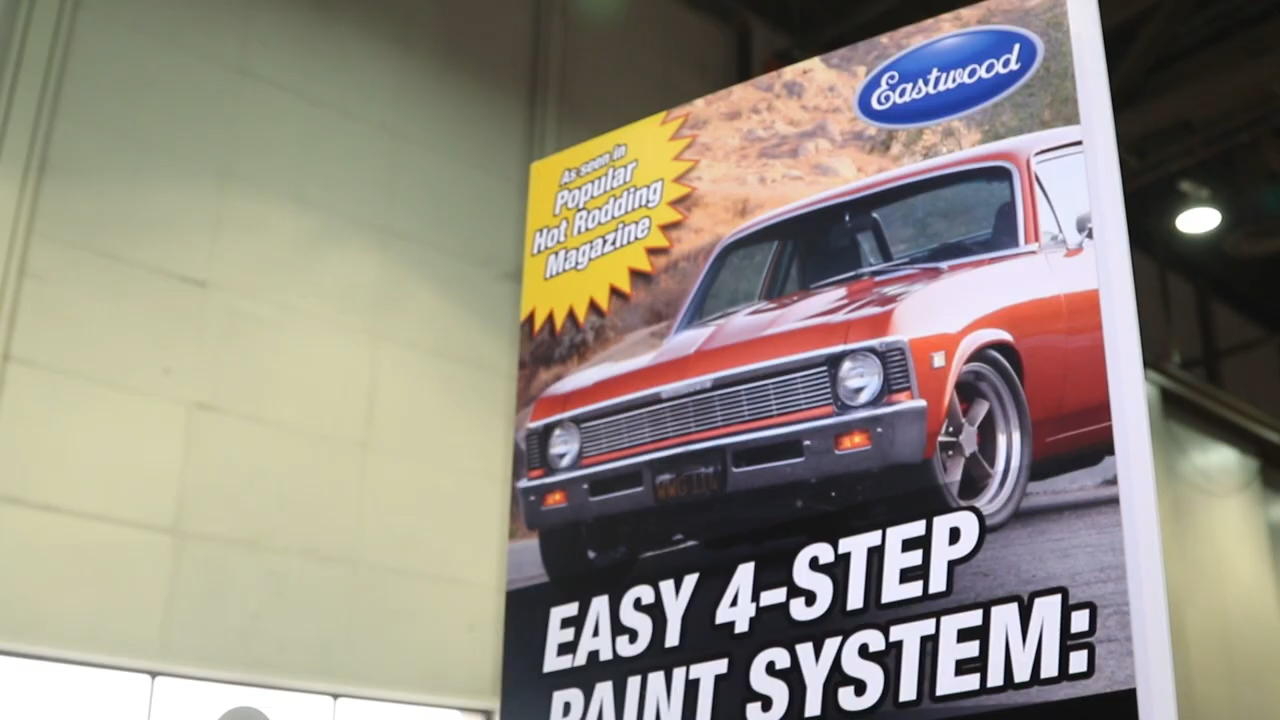 Eastwood
As seen in
Popular
Hot Rodding
Magazine
EASY 4-STEP
PAINT SYSTEM: